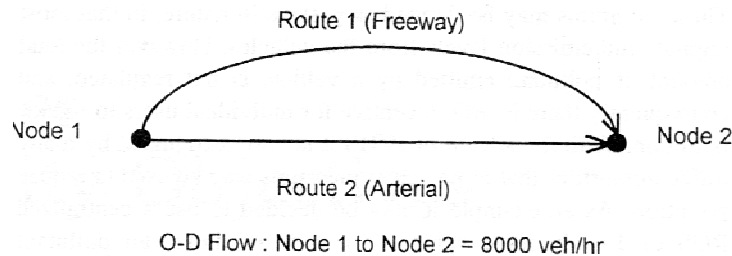 Route 1 (Freeway)
Node 1
Node 2
Route 2 (Arterial)
O-D Flow : Node 1 to Node 2 = 8000 veh/hr